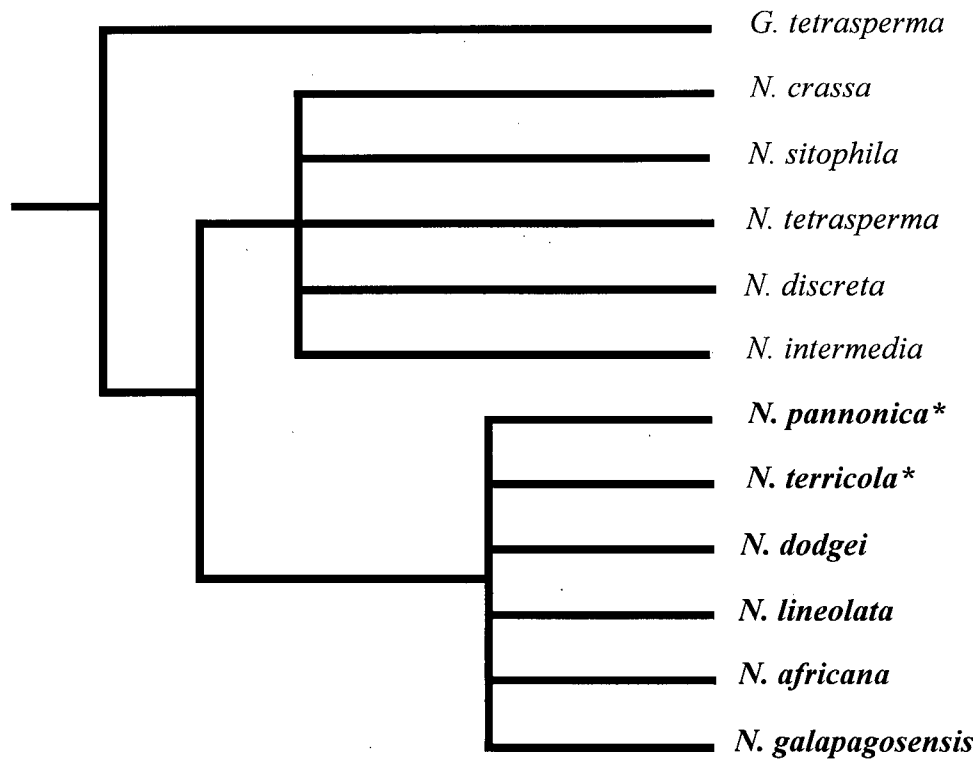 G. tetrasperma
N. crassa
N. sitophila
N. tetrasperma
N. discreta
N. intermedia
N. pannonica*
N. terricola*
N. dodgei
N. lineolata
N. africana
N. galapagosensis